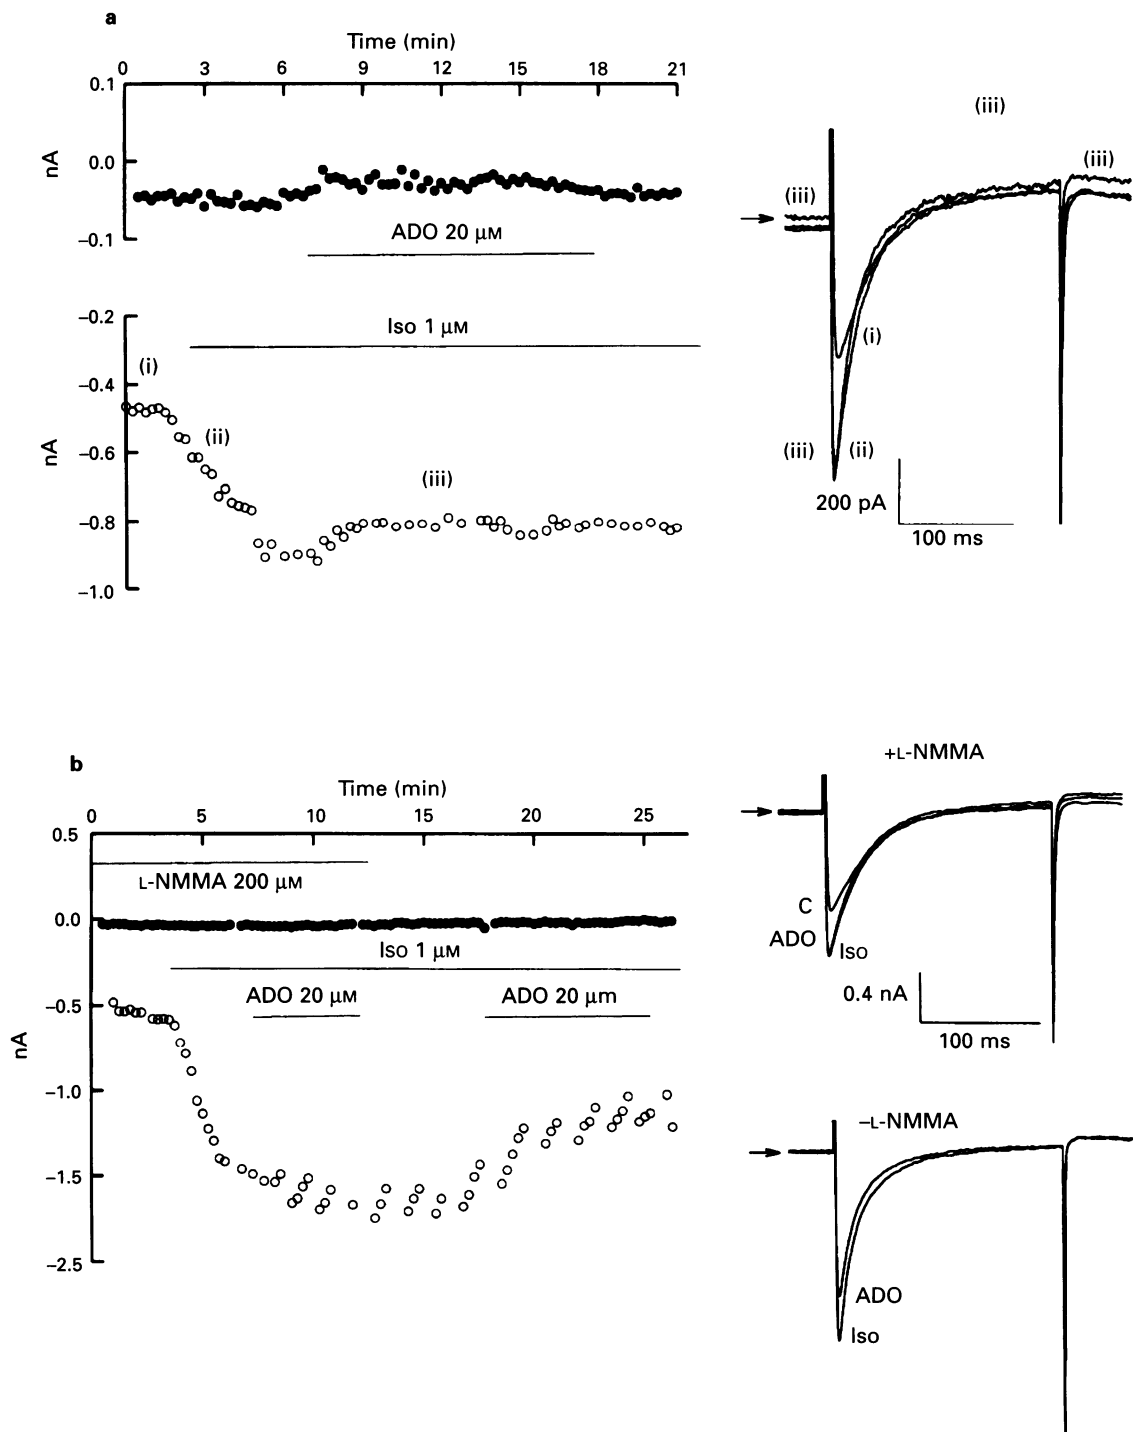 a
Time (min)
0 3 6 9 12 15 18 21
0.1
nA
0.0
ADO 20 μM
−0.1
−0.2
Iso 1 μM
(i)
−0.4
(ii)
nA
−0.6
(iii)
−0.8
−1.0
(iii)
(iii)
(iii)
(i)
(iii) (ii)
200 pA
100 ms
b
Time (min)
0 5 10 15 20 25
0.5
L-NMMA 200 μM
0.0
Iso 1 μM
ADO 20 μM ADO 20 μm
−0.5
nA
−1.0
−1.5
−2.5
+L-NMMA
C
ADO Iso
0.4 nA
100 ms
−L-NMMA
ADO
Iso